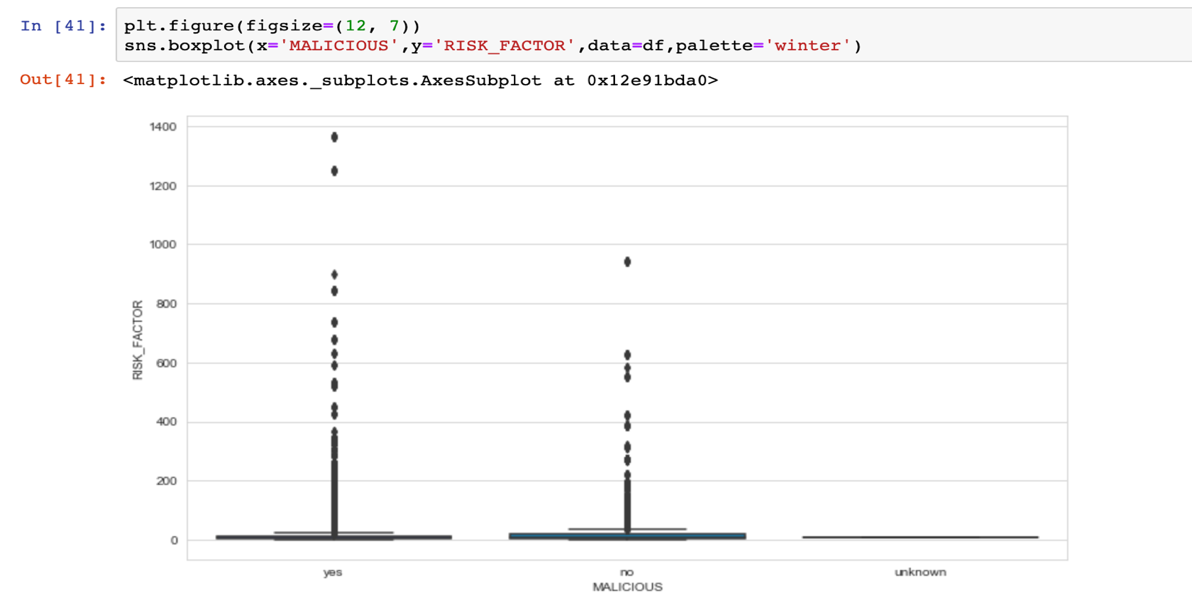 In [41]: plt.figure(figsize=(12, 7))
sns.boxplot(x='MALICIOUS',y='RISK_FACTOR',data=df,palette='winter')
Out[41]: <matplotlib.axes._subplots.AxesSubplot at 0x12e91bda0>
1400
1200
1000
800
600
400
200
0
RISK_FACTOR
yes no unknown
MALICIOUS